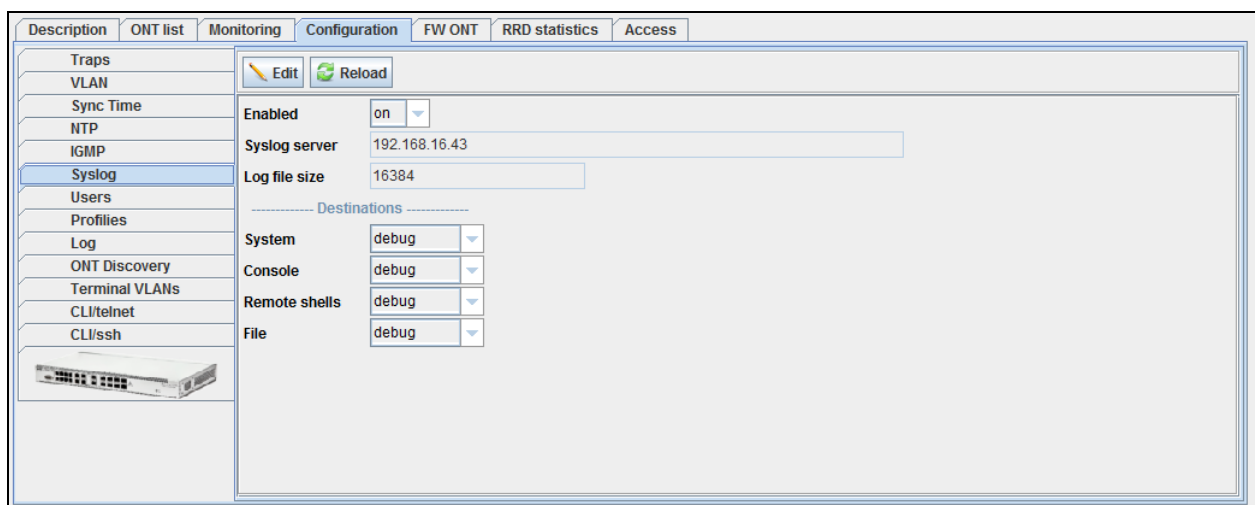 Description ONT list Monitoring Configuration FW ONT RRD statistics Access
Traps
VLAN
Sync Time
NTP
IGMP
Syslog
Users
Profilies
Log
ONT Discovery
Terminal VLANs
CLI/telnet
CLI/ssh
Edit Reload
Enabled on
Syslog server 192.168.16.43
Log file size 16384
------------- Destinations -------------
System debug
Console debug
Remote shells debug
File debug